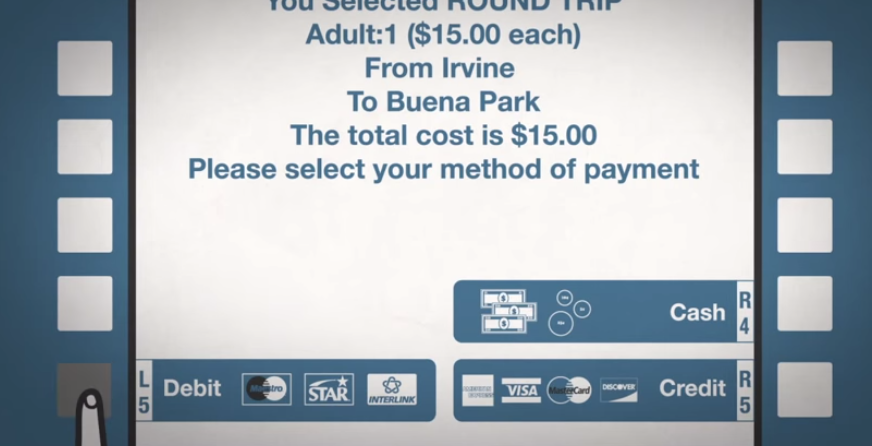 You Selected ROUND TRIP
Adult:1 ($15.00 each)
From Irvine
To Buena Park
The total cost is $15.00
Please select your method of payment
Cash
R
4
L
5
Debit
Maestro
STAR
INTERLINK
AMERICAN
EXPRESS
VISA
MasterCard
DISCOVER
Credit
R
5